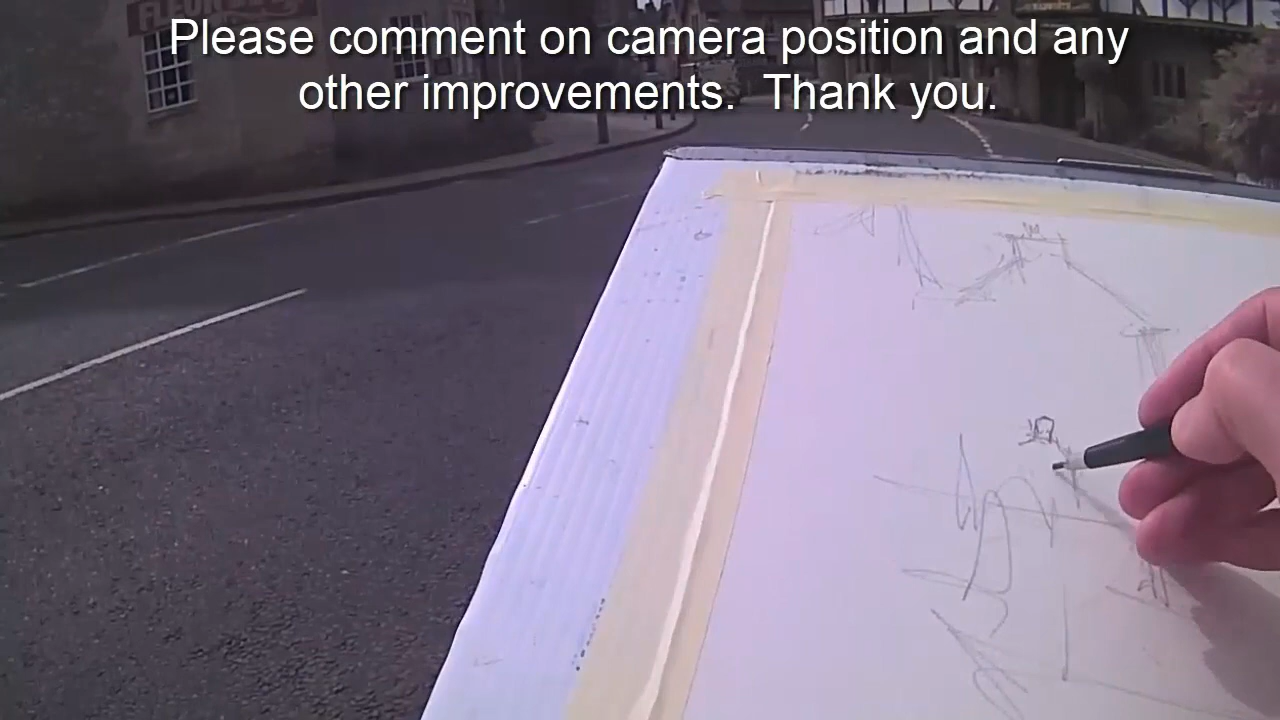 Please comment on camera position and any
other improvements.  Thank you.